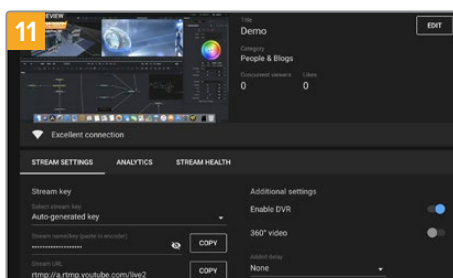 11
PREVIEW
Title
Demo
EDIT
Category
People & Blogs
Concurrent viewers
Likes
0
0
Excellent connection
STREAM SETTINGS
ANALYTICS
STREAM HEALTH
Stream key
Additional settings
Select stream key
Auto-generated key
Enable DVR
Stream name/key (paste in encoder)
••••••••••••••••••••
COPY
360° video
Stream URL
rtmp://a.rtmp.youtube.com/live2
COPY
Added delay
None